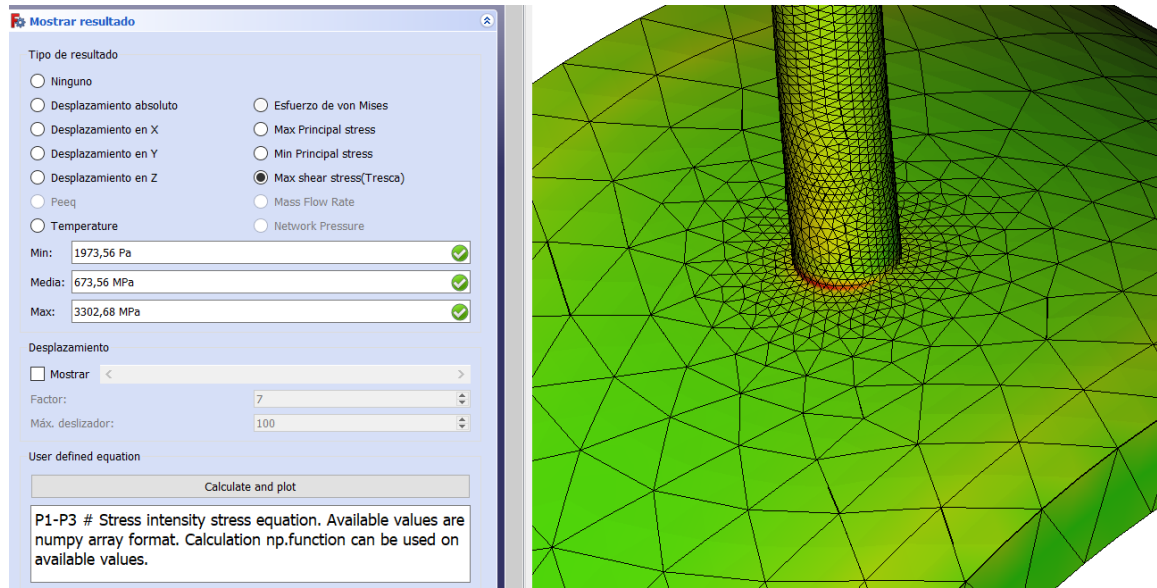 Mostrar resultado
Tipo de resultado
Ninguno
Desplazamiento absoluto
Esfuerzo de von Mises
Desplazamiento en X
Max Principal stress
Desplazamiento en Y
Min Principal stress
Desplazamiento en Z
Max shear stress(Tresca)
Peeq
Mass Flow Rate
Temperature
Network Pressure
Min: 1973,56 Pa
Media: 673,56 MPa
Max: 3302,68 MPa
Desplazamiento
Mostrar
Factor: 7
Máx. deslizador: 100
User defined equation
Calculate and plot
P1-P3 # Stress intensity stress equation. Available values are
numpy array format. Calculation np.function can be used on
available values.